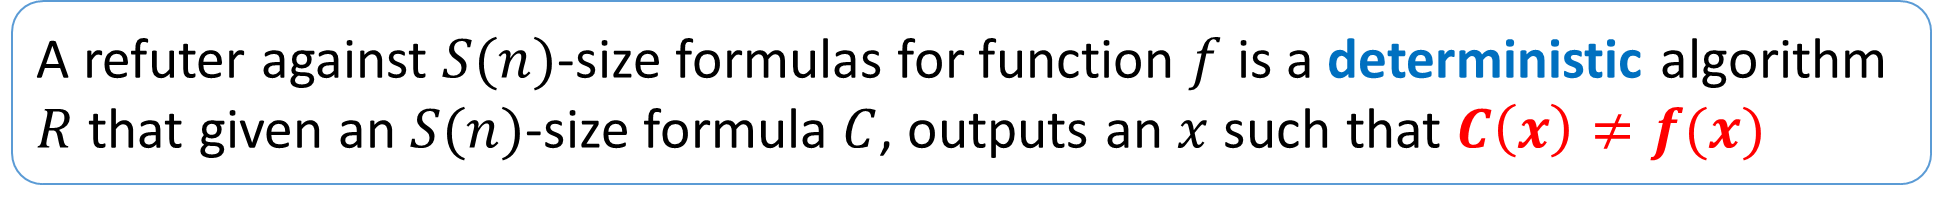 A refuter against S(n)-size formulas for function f is a deterministic algorithm
R that given an S(n)-size formula C, outputs an x such that C(x) ≠ f(x)